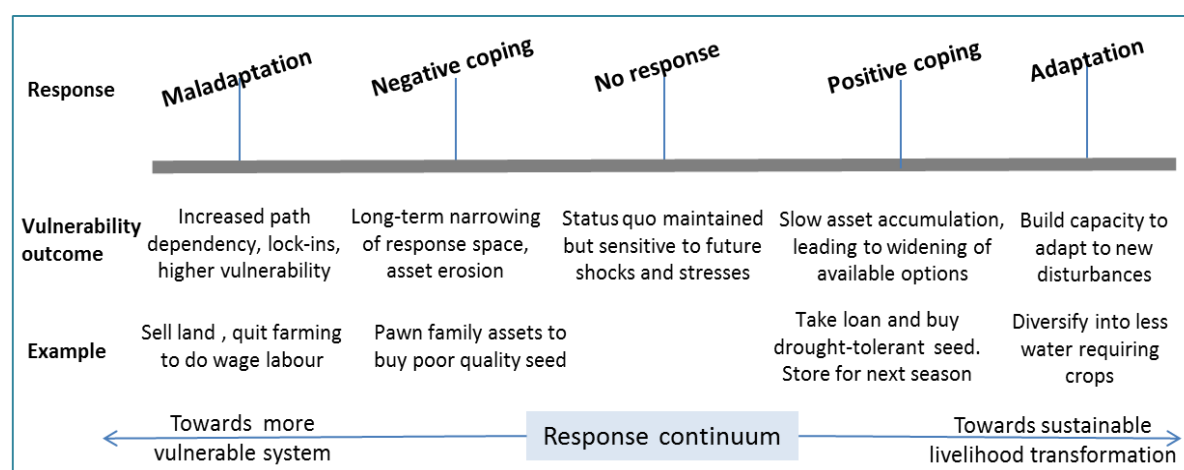 Response
Maladaptation
Negative coping
No response
Positive coping
Adaptation
Vulnerability
outcome
Increased path
dependency, lock-ins,
higher vulnerability
Long-term narrowing
of response space,
asset erosion
Status quo maintained
but sensitive to future
shocks and stresses
Slow asset accumulation,
leading to widening of
available options
Build capacity to
adapt to new
disturbances
Example
Sell land , quit farming
to do wage labour
Pawn family assets to
buy poor quality seed
Take loan and buy
drought-tolerant seed.
Store for next season
Diversify into less
water requiring
crops
Towards more
vulnerable system
Response continuum
Towards sustainable
livelihood transformation